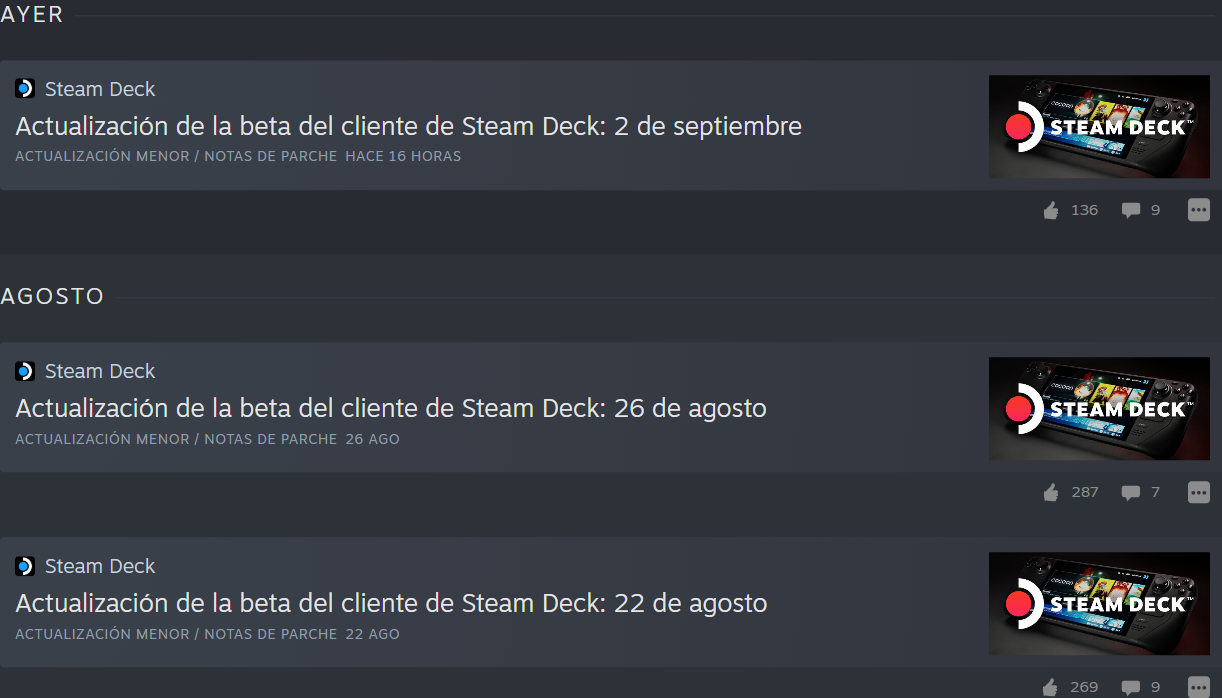 AYER
Steam Deck
Actualización de la beta del cliente de Steam Deck: 2 de septiembre
ACTUALIZACIÓN MENOR / NOTAS DE PARCHE HACE 16 HORAS
STEAM DECK™
136 9
AGOSTO
Steam Deck
Actualización de la beta del cliente de Steam Deck: 26 de agosto
ACTUALIZACIÓN MENOR / NOTAS DE PARCHE 26 AGO
STEAM DECK™
287 7
Steam Deck
Actualización de la beta del cliente de Steam Deck: 22 de agosto
ACTUALIZACIÓN MENOR / NOTAS DE PARCHE 22 AGO
STEAM DECK™
269 9